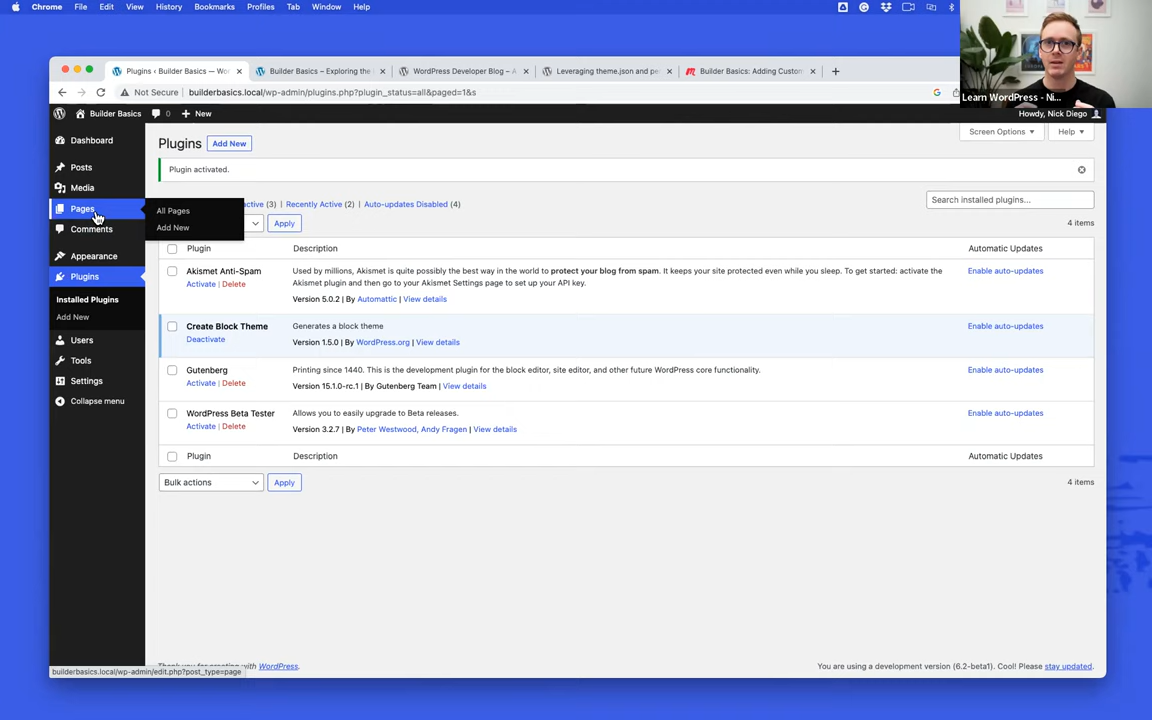 Chrome File Edit View History Bookmarks Profiles Tab Window Help
Plugins ‹ Builder Basics — Wo
Builder Basics – Exploring the
WordPress Developer Blog – A
Leveraging theme.json and pe
Builder Basics: Adding Custom
Not Secure builderbasics.local/wp-admin/plugins.php?plugin_status=all&paged=1&s
Learn WordPress - Ni...
Builder Basics 0 New
Howdy, Nick Diego
Dashboard
Posts
Media
Pages
Comments
Appearance
Plugins
Installed Plugins
Add New
Users
Tools
Settings
Collapse menu
All Pages
Add New
Plugins Add New
Screen Options Help
Plugin activated.
(3) | Recently Active (2) | Auto-updates Disabled (4)
Search installed plugins...
Apply
4 items
Plugin Description Automatic Updates
Akismet Anti-Spam
Activate | Delete
Used by millions, Akismet is quite possibly the best way in the world to protect your blog from spam. It keeps your site protected even while you sleep. To get started: activate the
Akismet plugin and then go to your Akismet Settings page to set up your API key.
Version 5.0.2 | By Automattic | View details
Enable auto-updates
Create Block Theme
Deactivate
Generates a block theme
Version 1.5.0 | By WordPress.org | View details
Enable auto-updates
Gutenberg
Activate | Delete
Printing since 1440. This is the development plugin for the block editor, site editor, and other future WordPress core functionality.
Version 15.1.0-rc.1 | By Gutenberg Team | View details
Enable auto-updates
WordPress Beta Tester
Activate | Delete
Allows you to easily upgrade to Beta releases.
Version 3.2.7 | By Peter Westwood, Andy Fragen | View details
Enable auto-updates
Plugin Description Automatic Updates
Bulk actions Apply
4 items
WordPress.
You are using a development version (6.2-beta1). Cool! Please stay updated.
builderbasics.local/wp-admin/edit.php?post_type=page